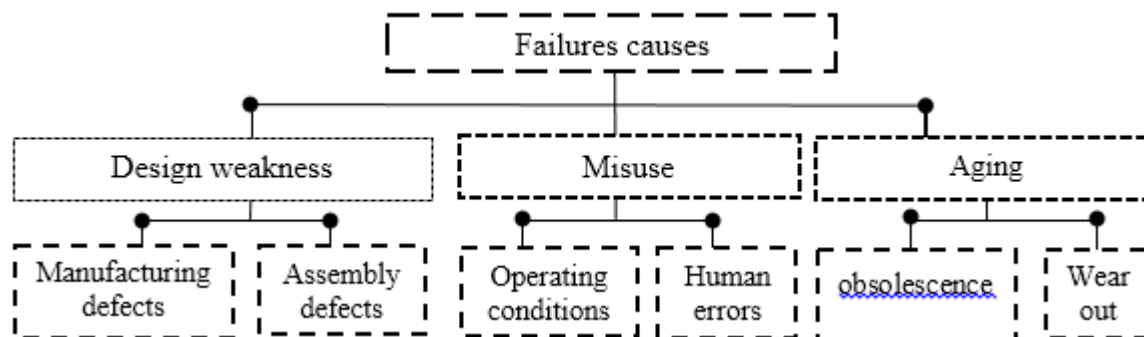 Failures causes
Design weakness
Misuse
Aging
Manufacturing
defects
Assembly
defects
Operating
conditions
Human
errors
obsolescence
Wear
out